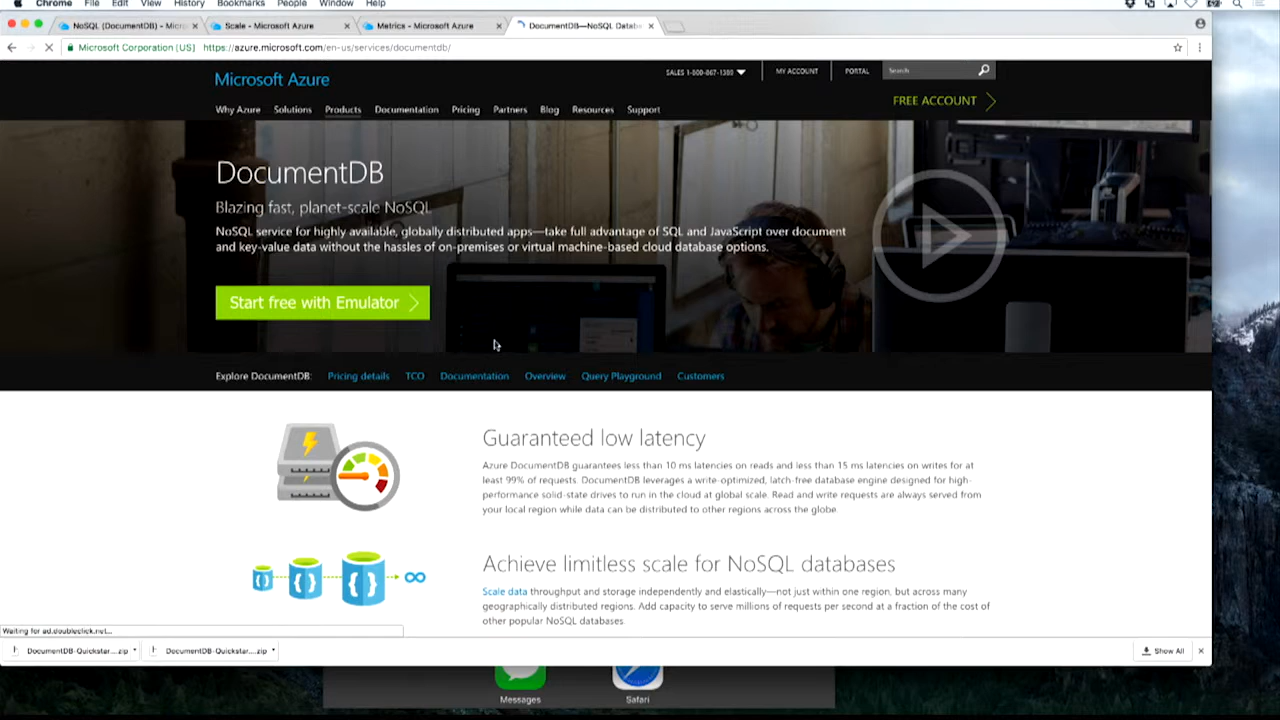 Chrome File Edit View History Bookmarks People Window Help
NoSQL (DocumentDB) - Micro
Scale - Microsoft Azure
Metrics - Microsoft Azure
DocumentDB—NoSQL Databa
Microsoft Corporation [US] https://azure.microsoft.com/en-us/services/documentdb/
Microsoft Azure
SALES 1-800-867-1389
MY ACCOUNT
PORTAL
Search
FREE ACCOUNT
Why Azure Solutions Products Documentation Pricing Partners Blog Resources Support
DocumentDB
Blazing fast, planet-scale NoSQL
NoSQL service for highly available, globally distributed apps—take full advantage of SQL and JavaScript over document
and key-value data without the hassles of on-premises or virtual machine-based cloud database options.
Start free with Emulator
Explore DocumentDB: Pricing details TCO Documentation Overview Query Playground Customers
Guaranteed low latency
Azure DocumentDB guarantees less than 10 ms latencies on reads and less than 15 ms latencies on writes for at
least 99% of requests. DocumentDB leverages a write-optimized, latch-free database engine designed for high-
performance solid-state drives to run in the cloud at global scale. Read and write requests are always served from
your local region while data can be distributed to other regions across the globe.
Achieve limitless scale for NoSQL databases
Scale data throughput and storage independently and elastically—not just within one region, but across many
geographically distributed regions. Add capacity to serve millions of requests per second at a fraction of the cost of
other popular NoSQL databases.
Waiting for ad.doubleclick.net...
DocumentDB-Quickstar....zip
DocumentDB-Quickstar....zip
Show All
Messages
Safari